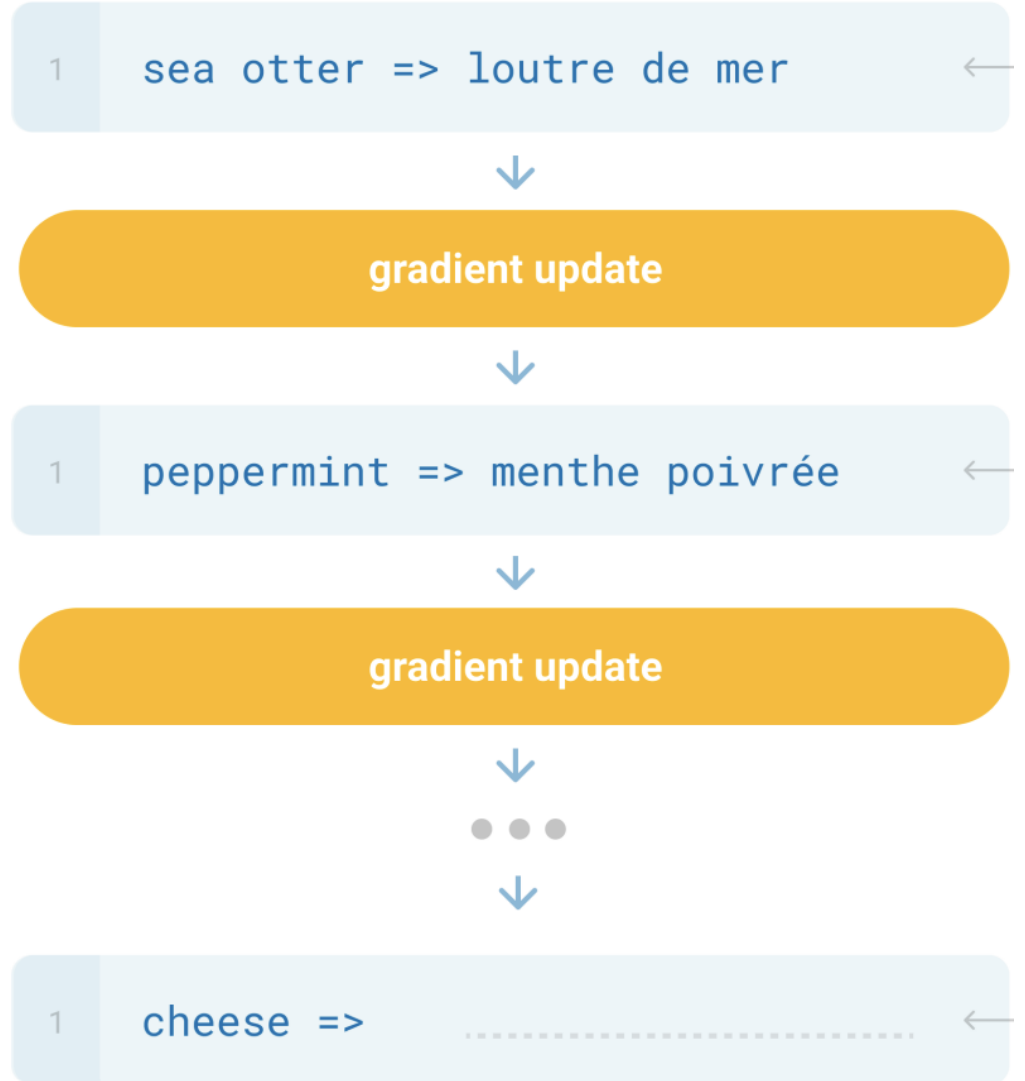 1 sea otter => loutre de mer
gradient update
1 peppermint => menthe poivrée
gradient update
1 cheese =>